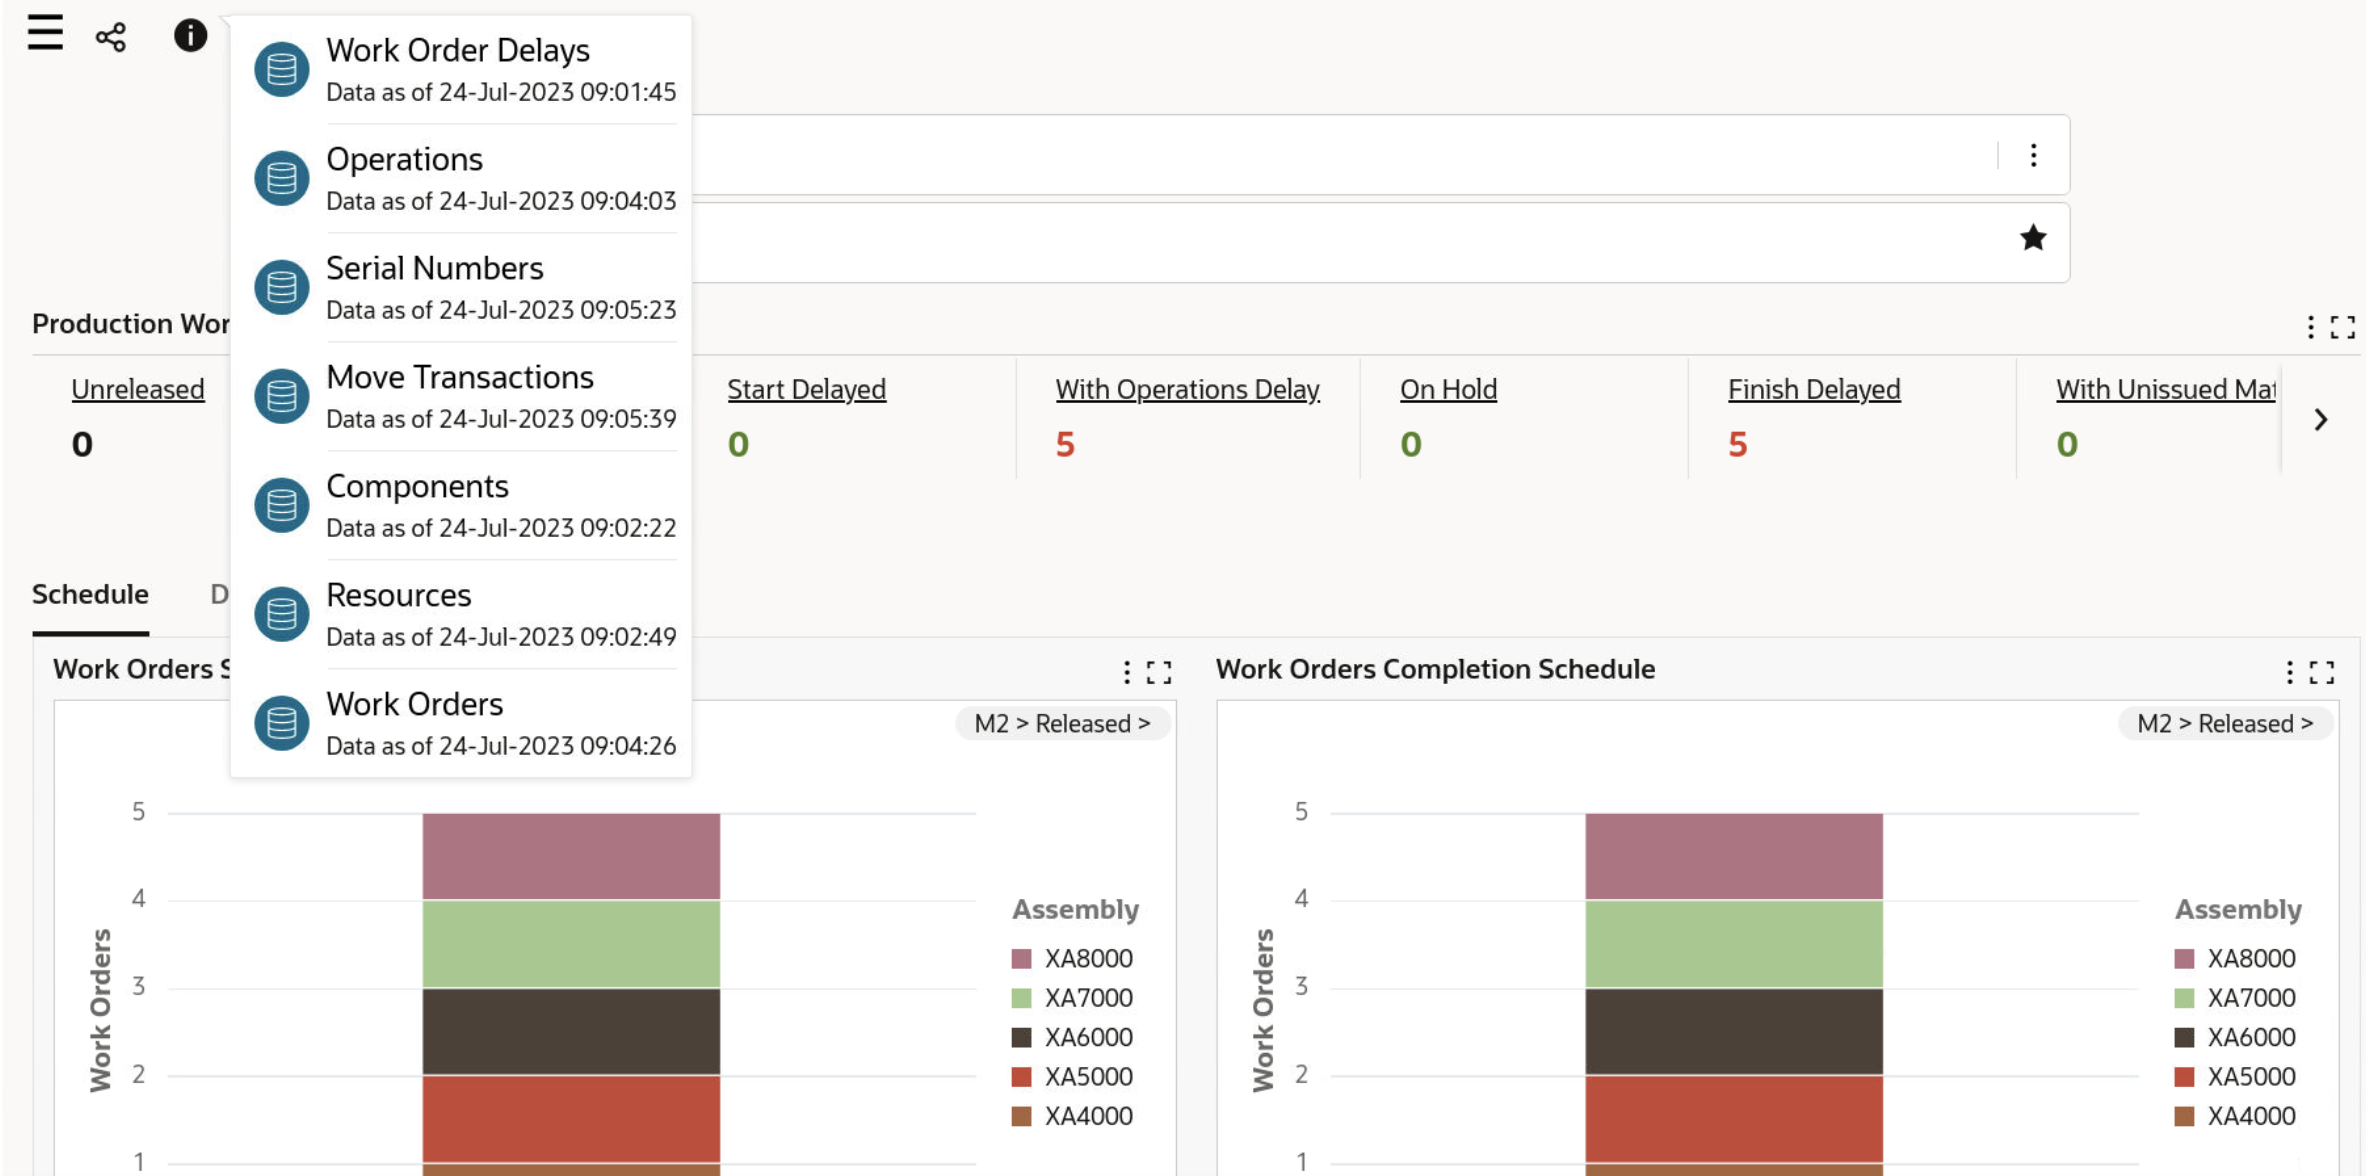 Work Order Delays
Data as of 24-Jul-2023 09:01:45
Operations
Data as of 24-Jul-2023 09:04:03
Serial Numbers
Data as of 24-Jul-2023 09:05:23
Move Transactions
Data as of 24-Jul-2023 09:05:39
Components
Data as of 24-Jul-2023 09:02:22
Resources
Data as of 24-Jul-2023 09:02:49
Work Orders
Data as of 24-Jul-2023 09:04:26
Production
Unreleased
0
Start Delayed
0
With Operations Delay
5
On Hold
0
Finish Delayed
5
With Unissued
0
Schedule
Work Orders
M2 > Released >
5
4
3
2
1
Work Orders
Assembly
XA8000
XA7000
XA6000
XA5000
XA4000
Work Orders Completion Schedule
M2 > Released >
5
4
3
2
1
Work Orders
Assembly
XA8000
XA7000
XA6000
XA5000
XA4000